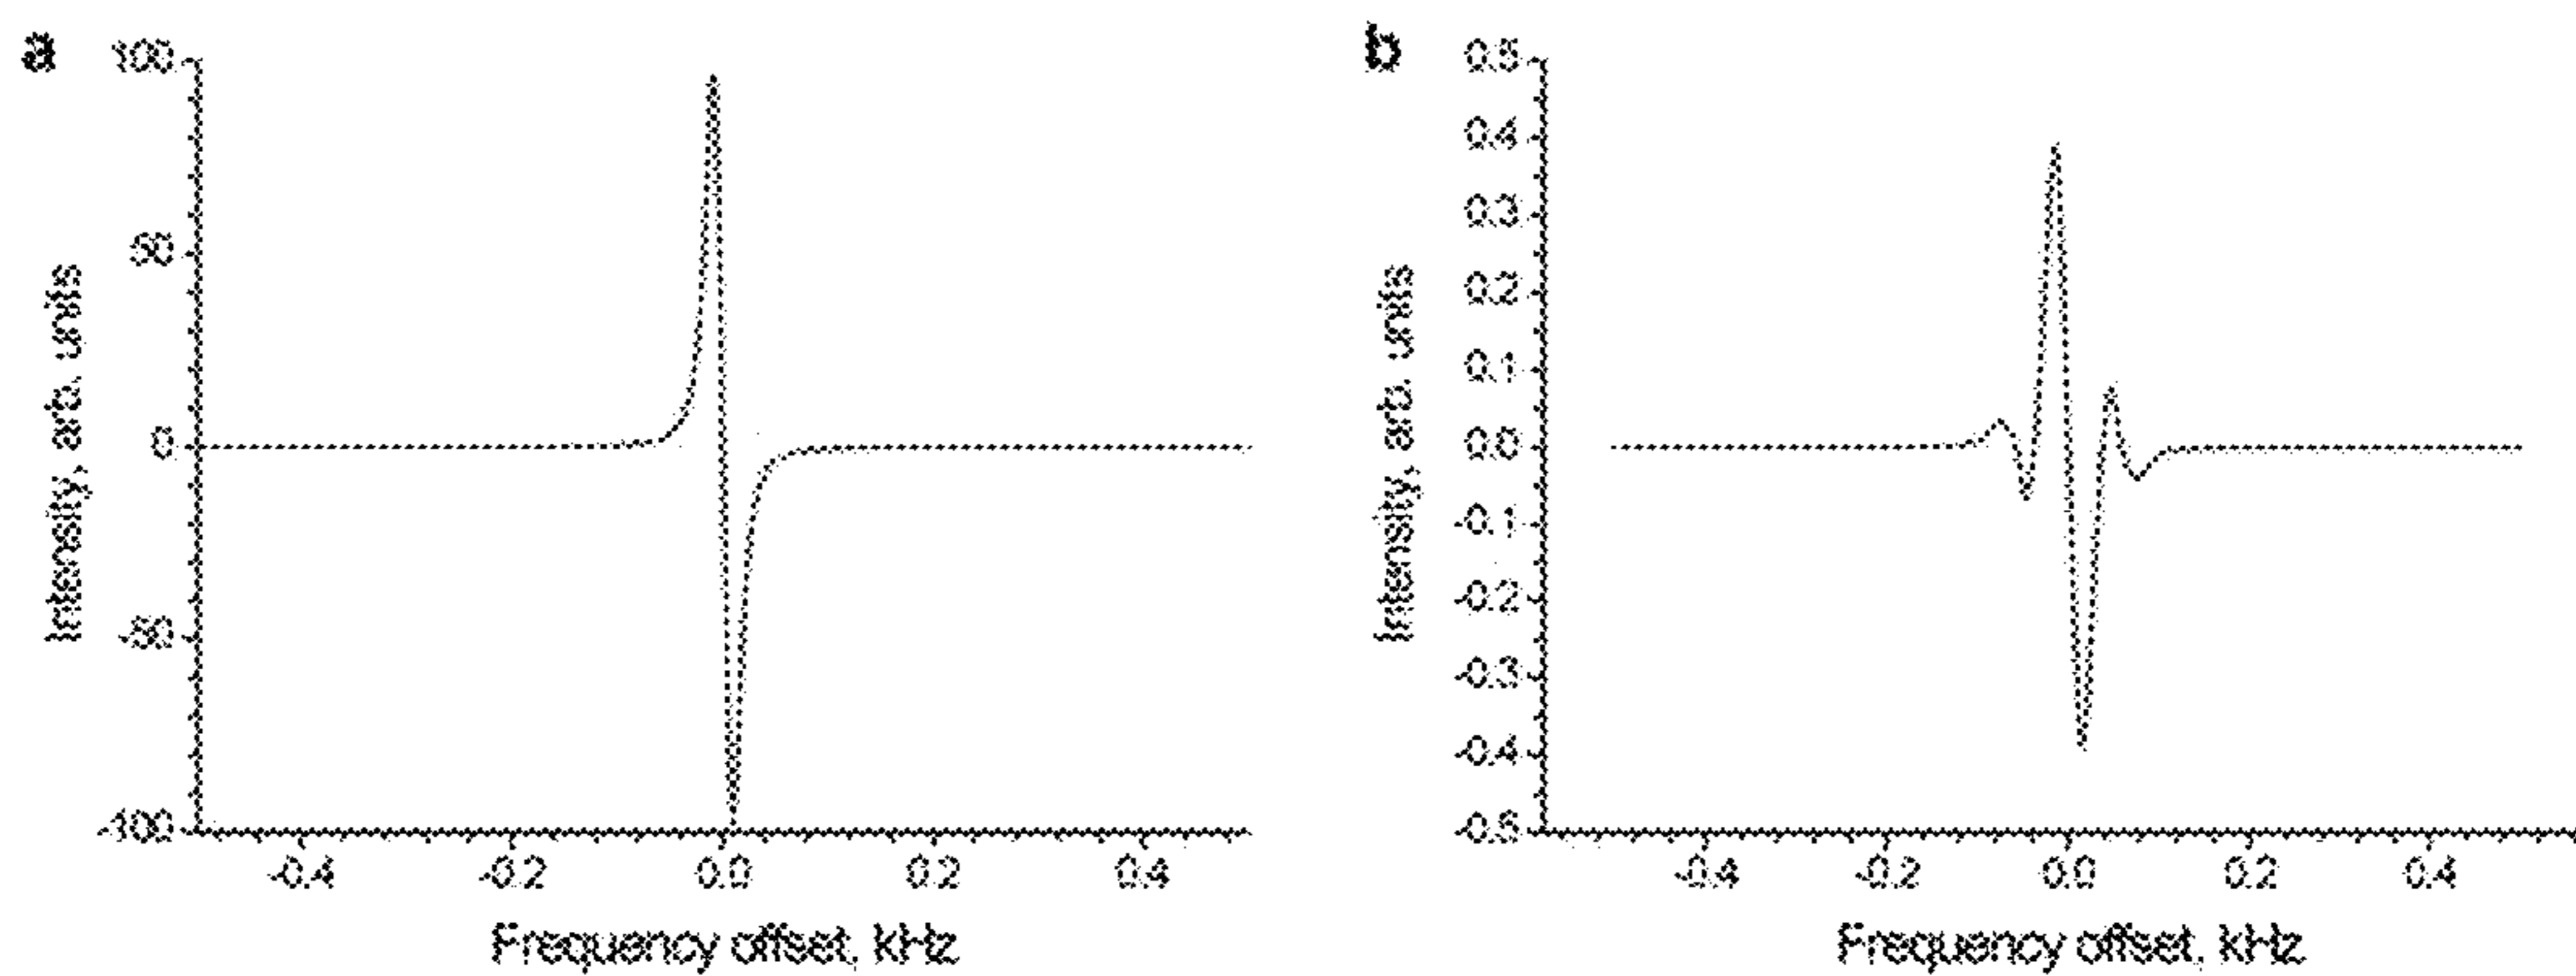 a
100
50
0
-50
-100
Intensity, arb. units
-0.4 -0.2 0.0 0.2 0.4
Frequency offset, kHz
b
0.5
0.4
0.3
0.2
0.1
0.0
-0.1
-0.2
-0.3
-0.4
-0.5
Intensity, arb. units
-0.4 -0.2 0.0 0.2 0.4
Frequency offset, kHz